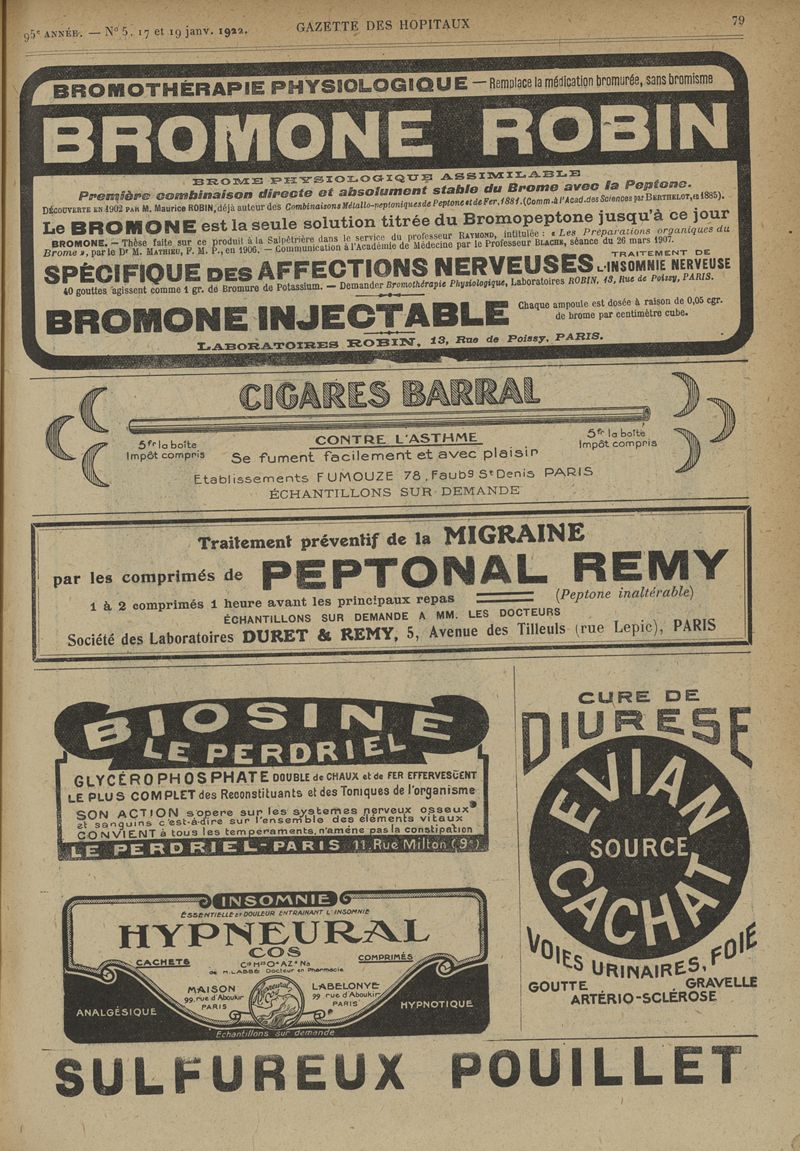 95e ANNÉE. — No 5, 17 et 19 janv. 1922.
GAZETTE DES HOPITAUX
79
BROMOTHÉRAPIE PHYSIOLOGIQUE — Remplace la médication bromurée, sans bromisme
BROMONE ROBIN
BROME PHYSIOLOGIQUE ASSIMILABLE
Première combinaison directe et absolument stable du Brome avec la Peptone.
DÉCOUVERTE EN 1902 PAR M. Maurice ROBIN, déjà auteur des Combinaisons Métallo-peptoniques de Peptone et de Fer, 1881. (Comm. à l'Acad. des Sciences par BERTHELOT, en 1885).
Le BROMONE est la seule solution titrée du Bromopeptone jusqu'à ce jour
BROMONE. — Thèse faite sur ce produit à la Salpêtrière dans le service du professeur RAYMOND, intitulée : « Les Préparations organiques du
Brome », par le Dr M. MATHIEU, F. M. P., en 1906. — Communication à l'Académie de Médecine par le Professeur BLACHE, séance du 26 mars 1907.
SPÉCIFIQUE DES AFFECTIONS NERVEUSES
TRAITEMENT DE
L'INSOMNIE NERVEUSE
40 gouttes agissent comme 1 gr. de Bromure de Potassium. — Demander Bromothérapie Physiologique, Laboratoires ROBIN, 13, Rue de Poissy, PARIS.
BROMONE INJECTABLE
Chaque ampoule est dosée à raison de 0,05 cgr.
de brome par centimètre cube.
LABORATOIRES ROBIN, 13, Rue de Poissy, PARIS.
CIGARES BARRAL
5fr la boîte
Impôt compris
CONTRE L'ASTHME
5fr la boîte
Impôt compris
Se fument facilement et avec plaisir
Etablissements FUMOUZE 78, Faubg St Denis PARIS
ÉCHANTILLONS SUR DEMANDE
Traitement préventif de la MIGRAINE
par les comprimés de PEPTONAL REMY
1 à 2 comprimés 1 heure avant les principaux repas
(Peptone inaltérable)
ÉCHANTILLONS SUR DEMANDE A MM. LES DOCTEURS
Société des Laboratoires DURET & REMY, 5, Avenue des Tilleuls (rue Lepic), PARIS
BIOSINE
LE PERDRIEL
GLYCÉROPHOSPHATE DOUBLE de CHAUX et de FER EFFERVESCENT
LE PLUS COMPLET des Reconstituants et des Toniques de l'organisme
SON ACTION s'opere sur les systemes nerveux osseux
et sanguins c'est-à-dire sur l'ensemble des éléments vitaux
CONVIENT à tous les tempéraments, n'amène pas la constipation
LE PERDRIEL - PARIS 11, Rue Milton (9e)
CURE DE
DIURESE
EVIAN
SOURCE
CACHAT
VOIES URINAIRES, FOIE
GOUTTE GRAVELLE
ARTÉRIO-SCLÉROSE
INSOMNIE
ESSENTIELLE et DOULEUR ENTRAINANT L'INSOMNIE
HYPNEURAL
COS
CACHETS
COMPRIMÉS
de M. LABBÉ Docteur en Pharmacie
MAISON
LABELONYE
99, rue d'Aboukir
99 rue d'Aboukir
PARIS
PARIS
Hypneural
ANALGÉSIQUE
HYPNOTIQUE
Echantillons sur demande
SULFUREUX POUILLET